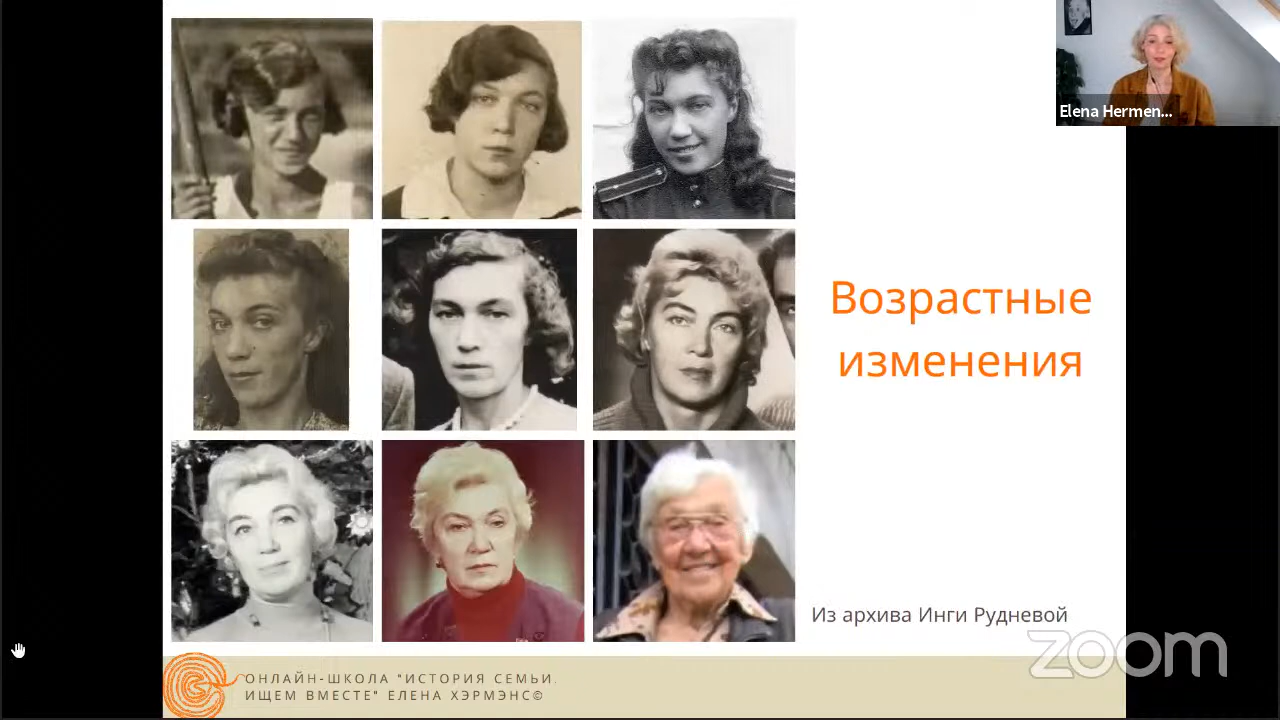 Elena Hermen...
Возрастные
изменения
Из архива Инги Рудневой
zoom
ОНЛАЙН-ШКОЛА "ИСТОРИЯ СЕМЬИ.
ИЩЕМ ВМЕСТЕ" ЕЛЕНА ХЭРМЭНС©